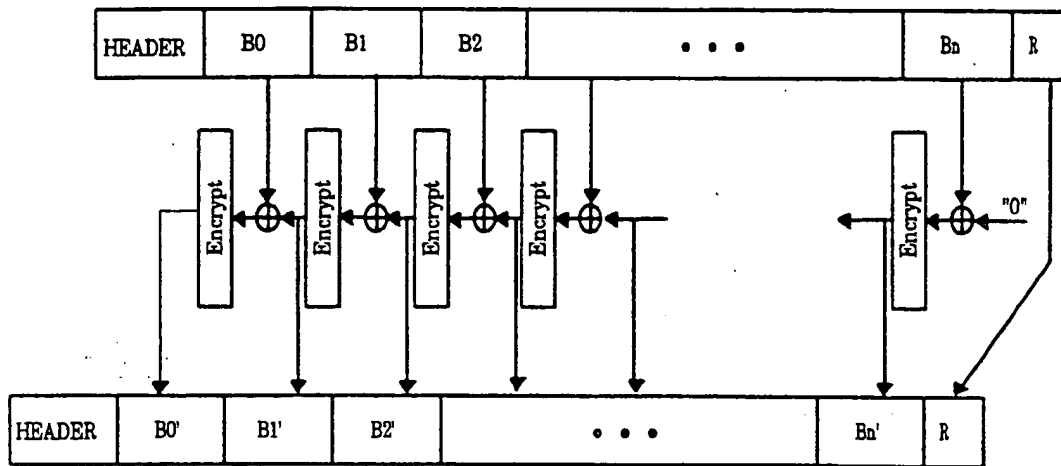 HEADER B0 B1 B2 • • • Bn R
Encrypt Encrypt Encrypt Encrypt Encrypt "0"
HEADER B0' B1' B2' • • • Bn' R